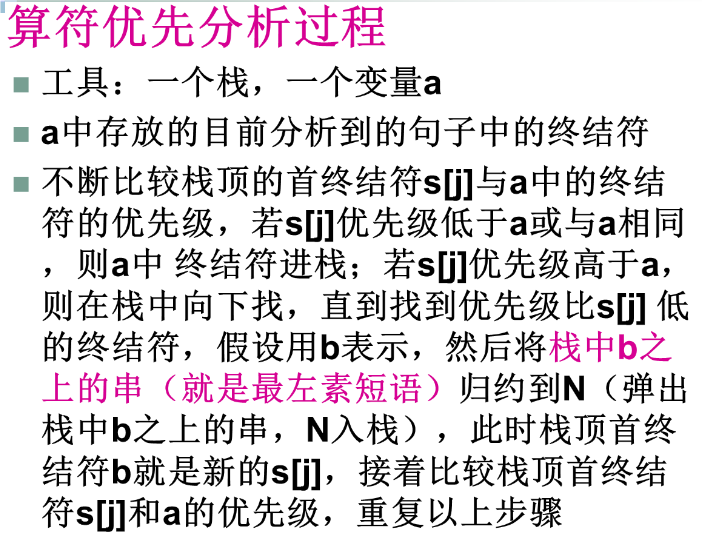 算符优先分析过程
工具：一个栈，一个变量a
a中存放的目前分析到的句子中的终结符
不断比较栈顶的首终结符s[j]与a中的终结
符的优先级，若s[j]优先级低于a或与a相同
，则a中 终结符进栈；若s[j]优先级高于a，
则在栈中向下找，直到找到优先级比s[j] 低
的终结符，假设用b表示，然后将栈中b之
上的串（就是最左素短语）归约到N（弹出
栈中b之上的串，N入栈），此时栈顶首终
结符b就是新的s[j]，接着比较栈顶首终结
符s[j]和a的优先级，重复以上步骤